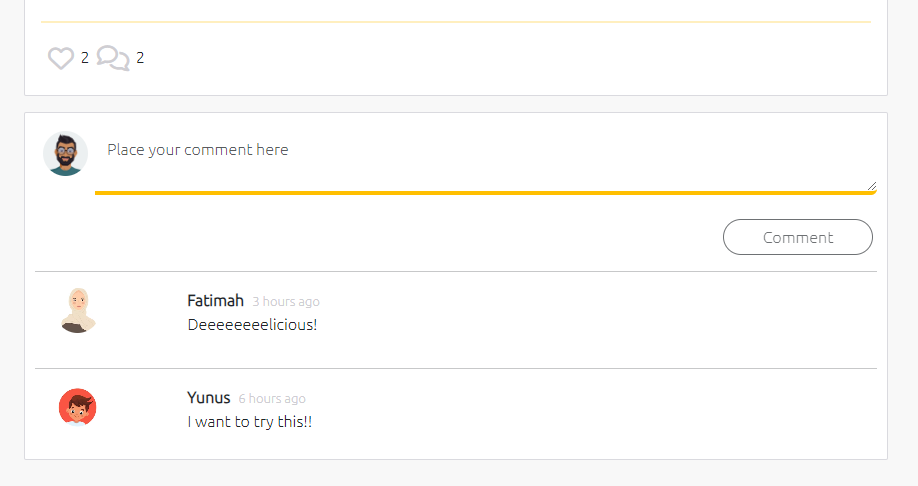 2 2
Place your comment here
Comment
Fatimah 3 hours ago
Deeeeeeeelicious!
Yunus 6 hours ago
I want to try this!!